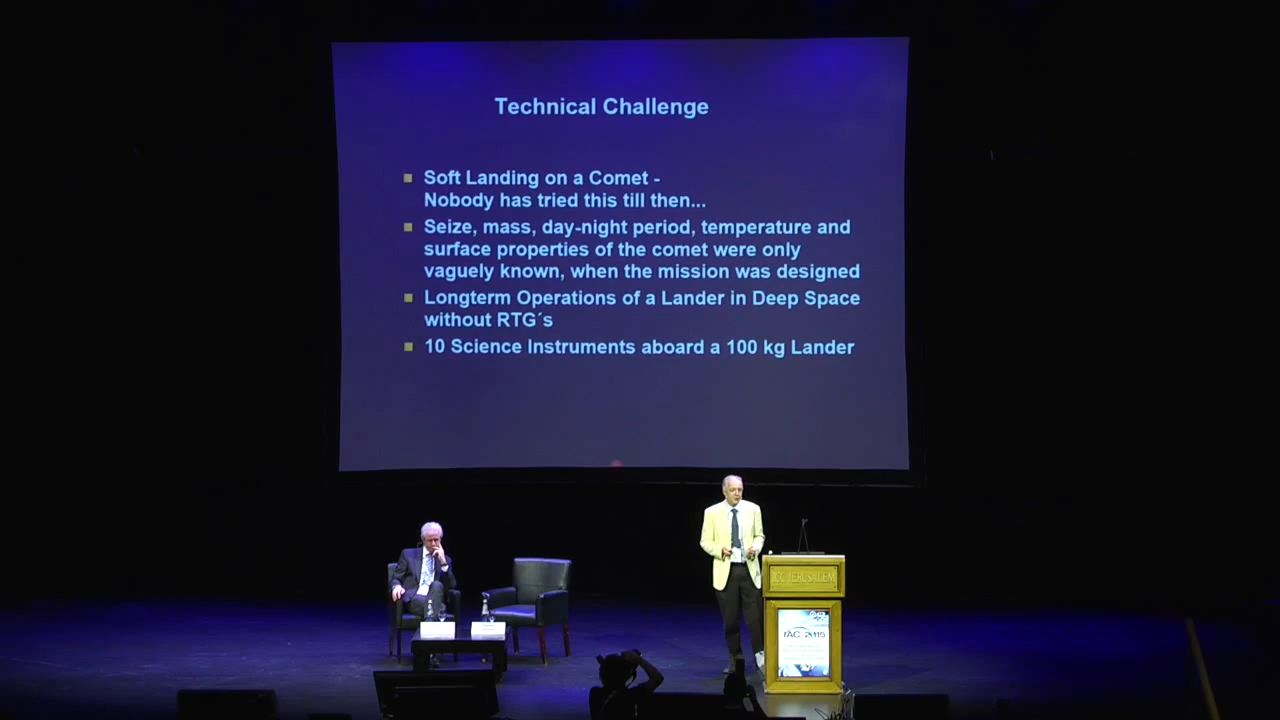 Technical Challenge
Soft Landing on a Comet -
Nobody has tried this till then...
Seize, mass, day-night period, temperature and
surface properties of the comet were only
vaguely known, when the mission was designed
Longterm Operations of a Lander in Deep Space
without RTG´s
10 Science Instruments aboard a 100 kg Lander
ICC JERUSALEM
IAC 2015